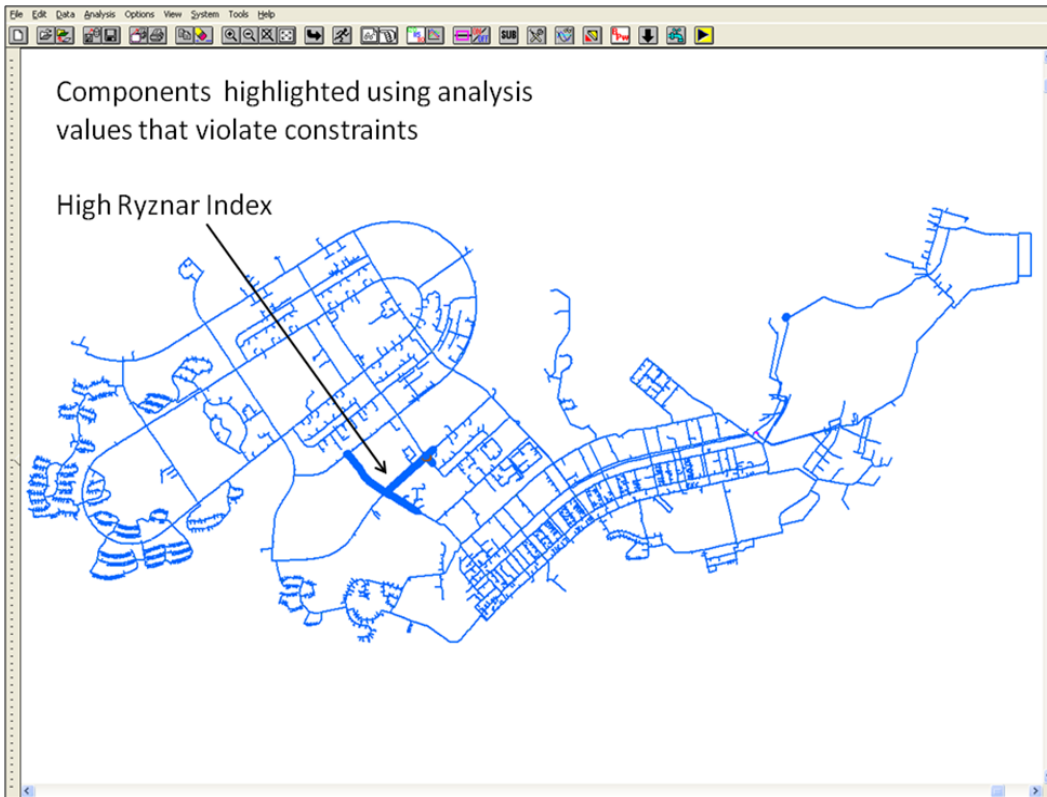 File Edit Data Analysis Options View System Tools Help
SUB
Components highlighted using analysis
values that violate constraints
High Ryznar Index